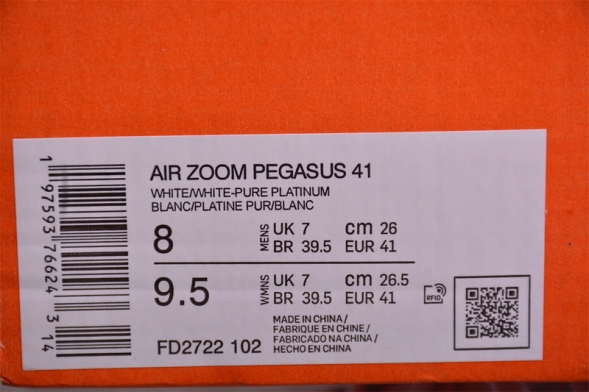 AIR ZOOM PEGASUS 41
WHITE/WHITE-PURE PLATINUM
BLANC/PLATINE PUR/BLANC
8 MENS UK 7 cm 26
BR 39.5 EUR 41
9.5 WMNS UK 7 cm 26.5
BR 39.5 EUR 41
RFID
MADE IN CHINA /
FABRIQUE EN CHINE /
FABRICADO NA CHINA /
HECHO EN CHINA
FD2722 102
1 97593 76624 3 14